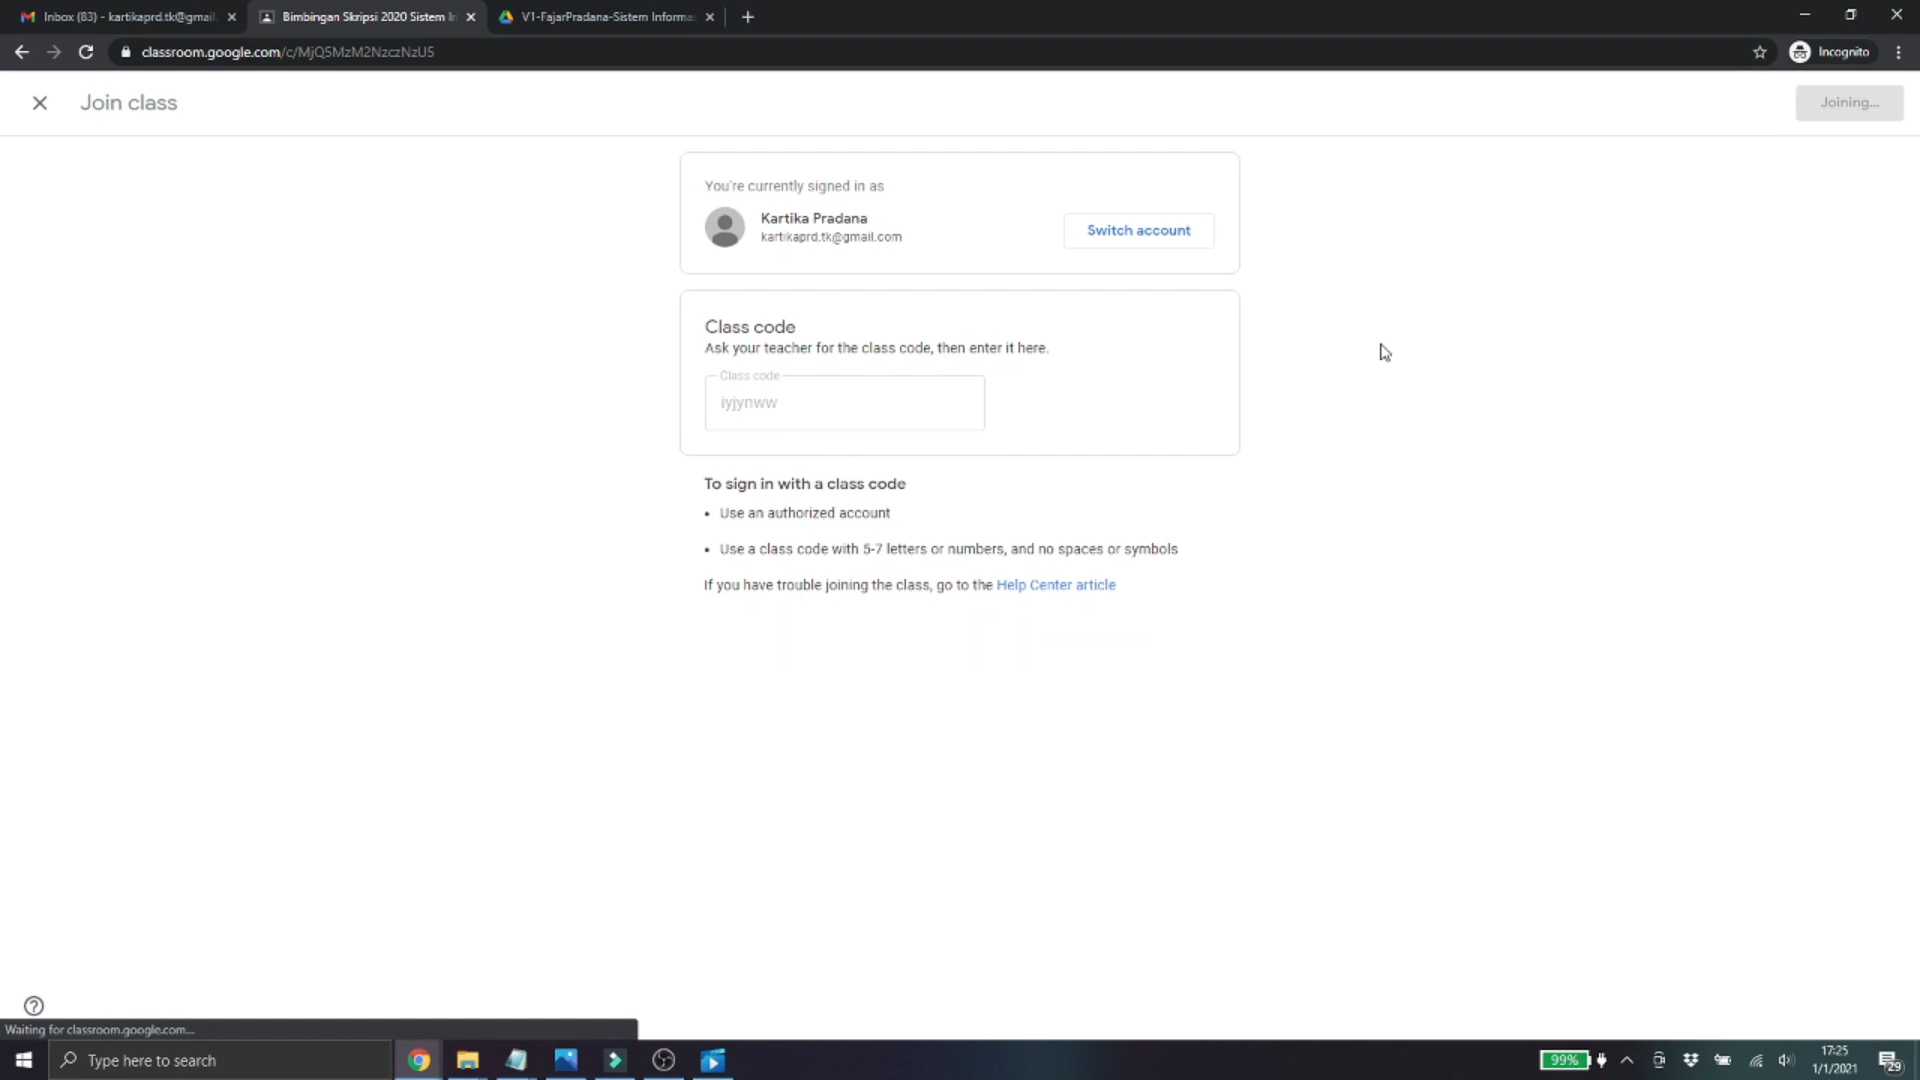 Inbox (83) - kartikaprd.tk@gmail.
Bimbingan Skripsi 2020 Sistem In
V1-FajarPradana-Sistem Informa
classroom.google.com/c/MjQ5MzM2NzczNzU5
Incognito
Join class
Joining...
You're currently signed in as
Kartika Pradana
kartikaprd.tk@gmail.com
Switch account
Class code
Ask your teacher for the class code, then enter it here.
Class code
iyjynww
To sign in with a class code
• Use an authorized account
• Use a class code with 5-7 letters or numbers, and no spaces or symbols
If you have trouble joining the class, go to the Help Center article
Waiting for classroom.google.com...
Type here to search
99%
17:25
1/1/2021
29